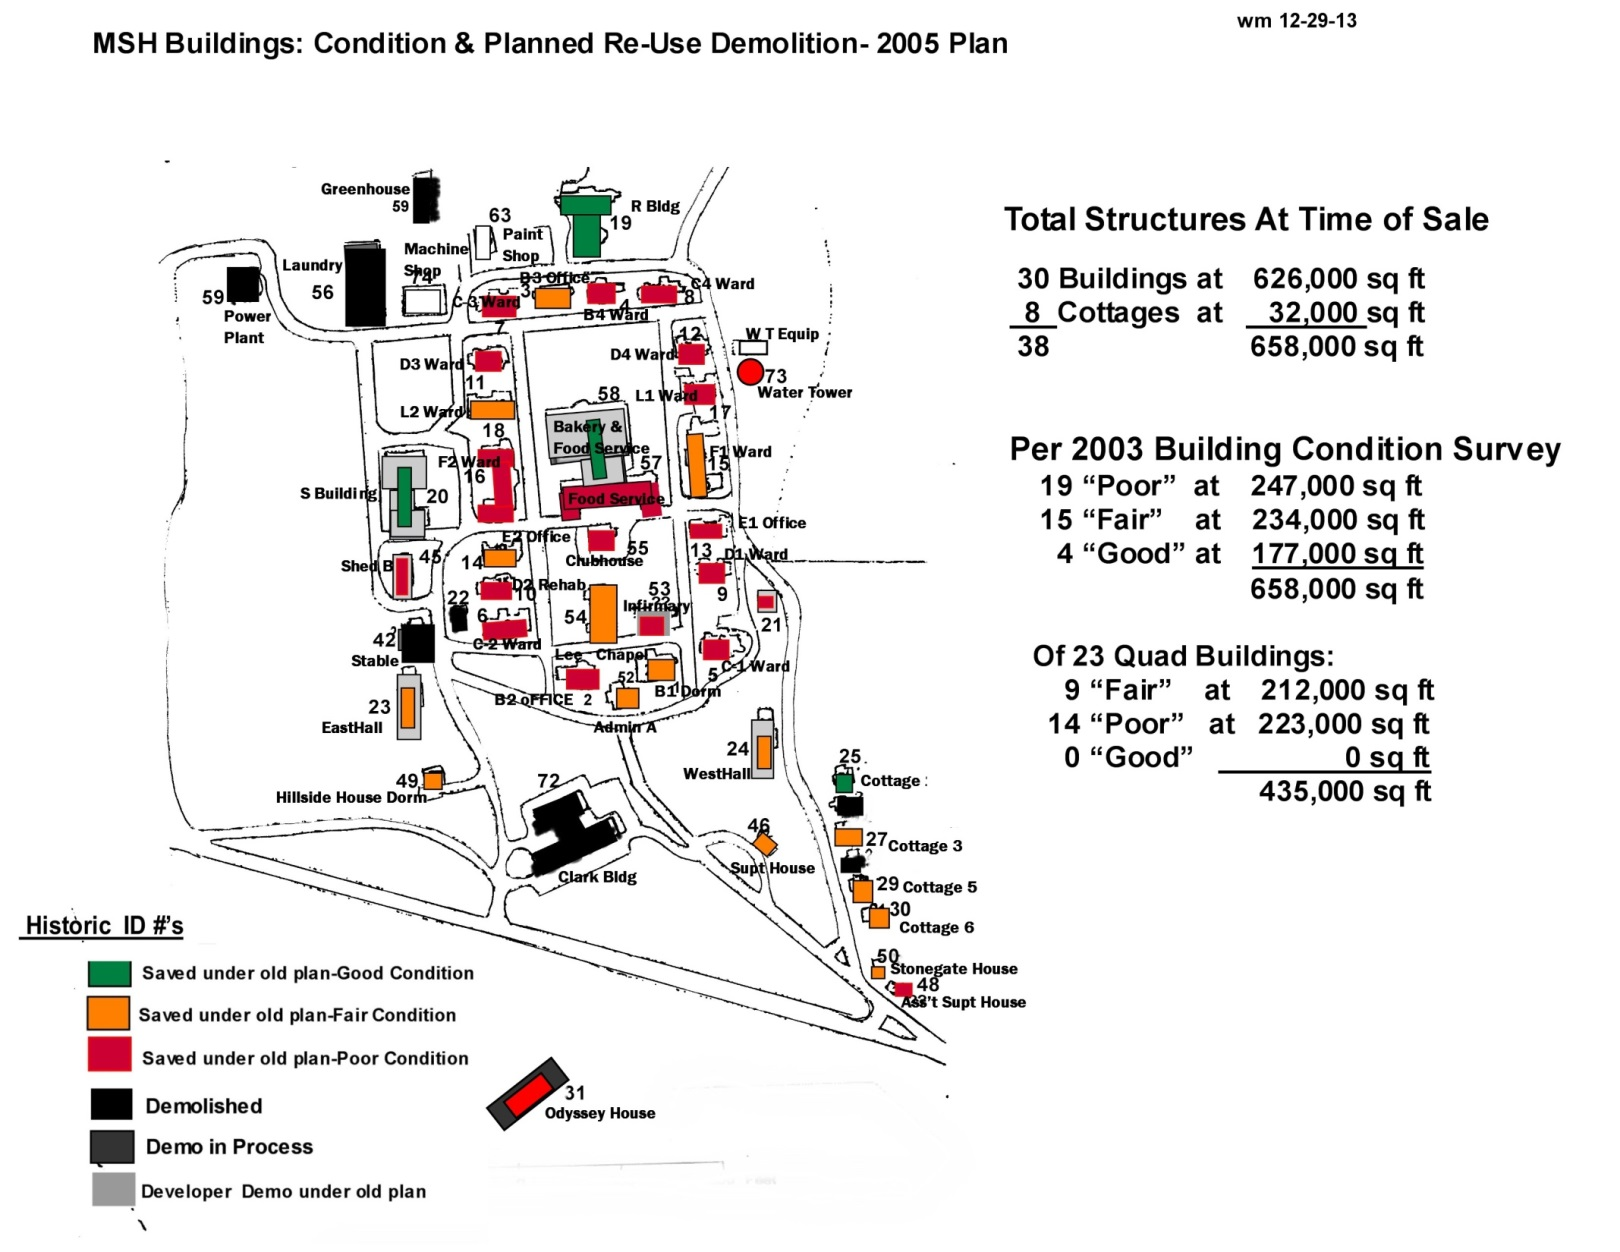 wm 12-29-13
MSH Buildings: Condition & Planned Re-Use Demolition- 2005 Plan
Greenhouse
59
R Bldg
19
63
Paint
Shop
Machine
Shop
74
Laundry
56
59
Power
Plant
B3 Office
3
C-3 Ward
7
4
B4 Ward
C4 Ward
8
12
W T Equip
D4 Ward
D3 Ward
11
73
Water Tower
L1 Ward
17
58
L2 Ward
18
Bakery &
Food Service
F1 Ward
15
57
F2 Ward
16
S Building
20
Food Service
E1 Office
13
E2 Office
14
55
Clubhouse
D1 Ward
9
45
Shed B
D2 Rehab
10
53
Infirmary
22
6
C-2 Ward
54
21
42
Stable
Lee Chapel
C-1 Ward
5
52
B1 Dorm
1
B2 oFFICE 2
Admin A
23
EastHall
24
WestHall
49
Hillside House Dorm
72
Clark Bldg
25
Cottage
46
Supt House
27 Cottage 3
29 Cottage 5
30
Cottage 6
50
Stonegate House
48
Ass't Supt House
31
Odyssey House
Historic ID #'s
Saved under old plan-Good Condition
Saved under old plan-Fair Condition
Saved under old plan-Poor Condition
Demolished
Demo in Process
Developer Demo under old plan
Total Structures At Time of Sale
30 Buildings at 626,000 sq ft
8 Cottages at 32,000 sq ft
38 658,000 sq ft
Per 2003 Building Condition Survey
19 “Poor” at 247,000 sq ft
15 “Fair” at 234,000 sq ft
4 “Good” at 177,000 sq ft
658,000 sq ft
Of 23 Quad Buildings:
9 “Fair” at 212,000 sq ft
14 “Poor” at 223,000 sq ft
0 “Good” 0 sq ft
435,000 sq ft